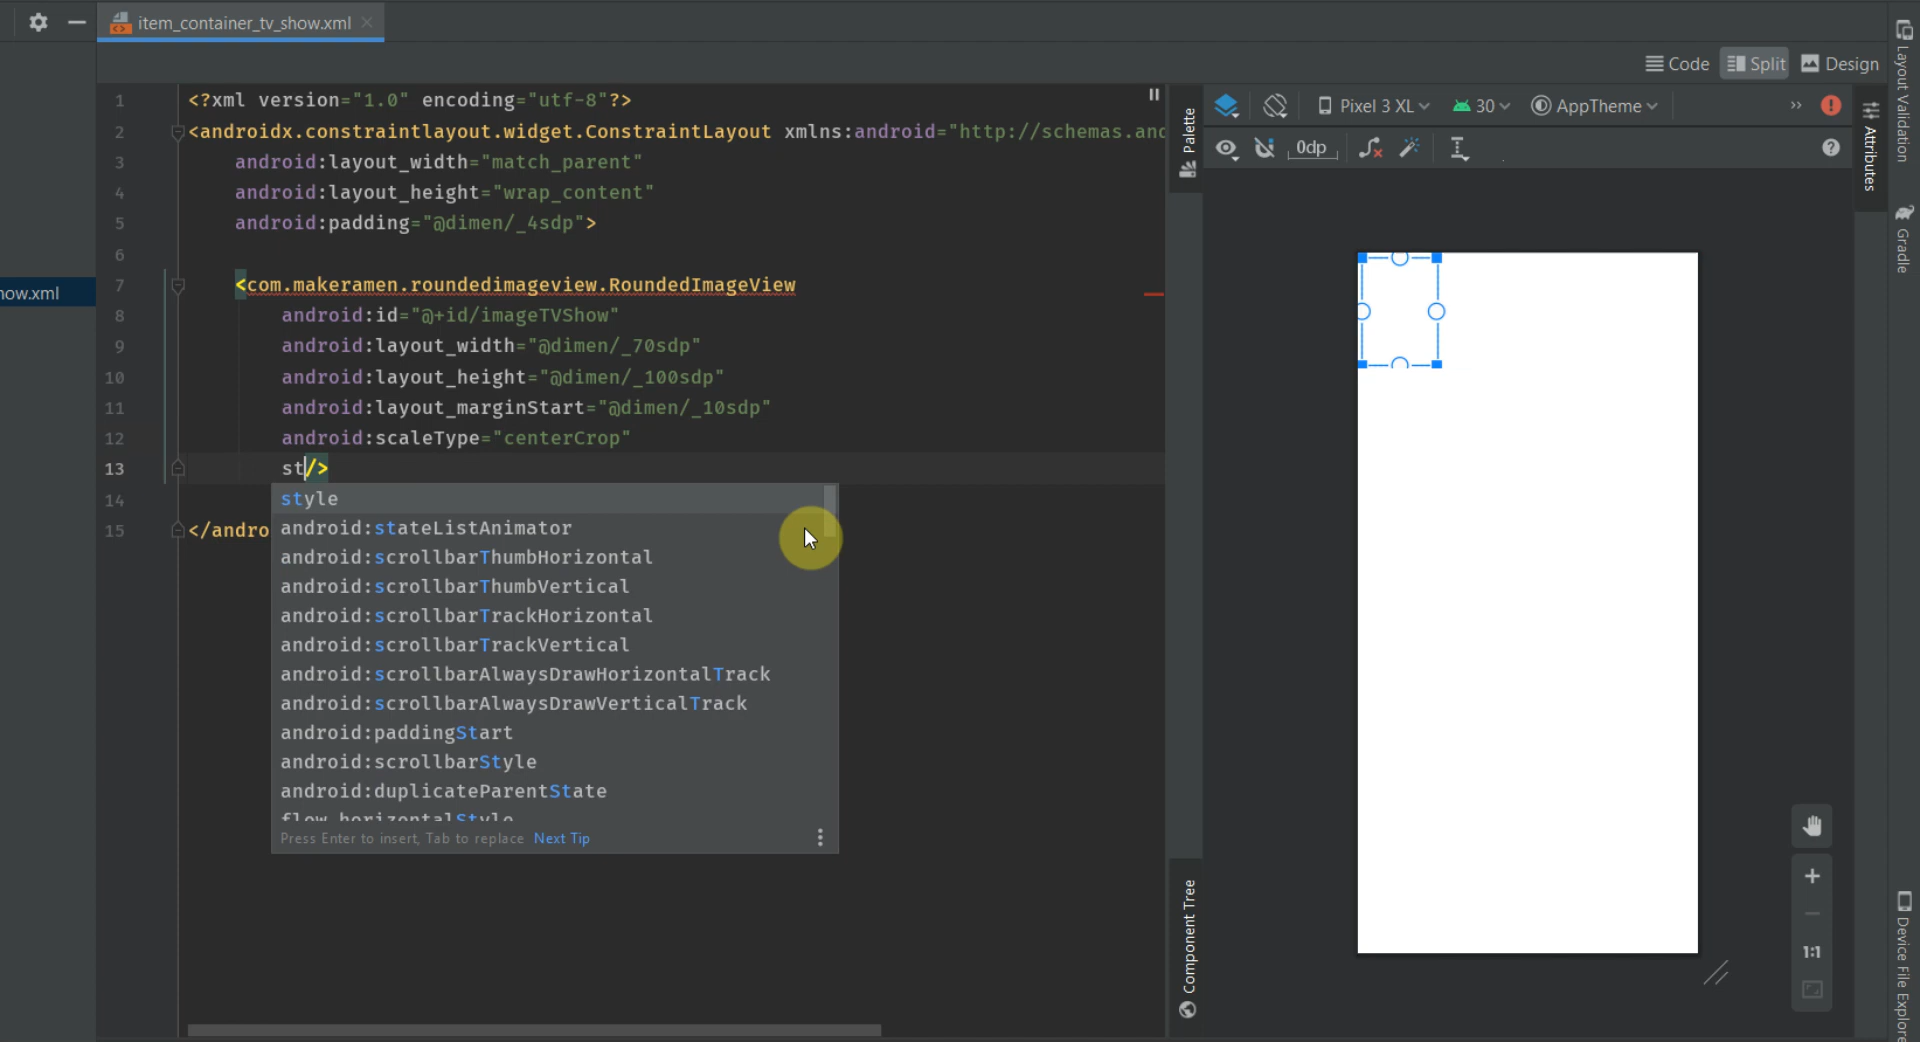 item_container_tv_show.xml
Code Split Design
Layout Validation
1 <?xml version="1.0" encoding="utf-8"?>
2 <androidx.constraintlayout.widget.ConstraintLayout xmlns:android="http://schemas.and
3 android:layout_width="match_parent"
4 android:layout_height="wrap_content"
5 android:padding="@dimen/_4sdp">
6
7 <com.makeramen.roundedimageview.RoundedImageView
8 android:id="@+id/imageTVShow"
9 android:layout_width="@dimen/_70sdp"
10 android:layout_height="@dimen/_100sdp"
11 android:layout_marginStart="@dimen/_10sdp"
12 android:scaleType="centerCrop"
13 st/>
14
15 </andro
how.xml
style
android:stateListAnimator
android:scrollbarThumbHorizontal
android:scrollbarThumbVertical
android:scrollbarTrackHorizontal
android:scrollbarTrackVertical
android:scrollbarAlwaysDrawHorizontalTrack
android:scrollbarAlwaysDrawVerticalTrack
android:paddingStart
android:scrollbarStyle
android:duplicateParentState
flow_horizontalStyle
Press Enter to insert, Tab to replace Next Tip
Palette
Pixel 3 XL 30 AppTheme »
0dp
Attributes
Gradle
1:1
Component Tree
Device File Explore